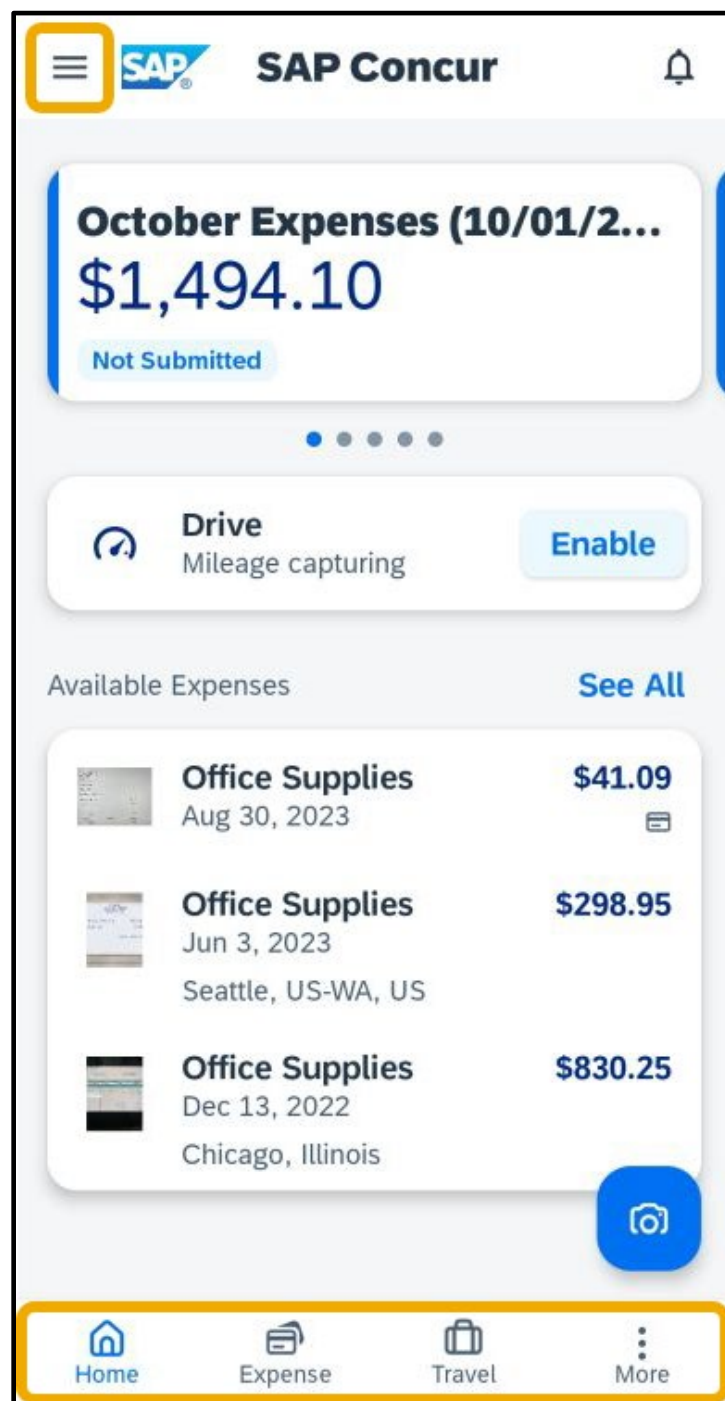 SAP® SAP Concur
October Expenses (10/01/2...
$1,494.10
Not Submitted
Drive
Mileage capturing
Enable
Available Expenses
See All
Office Supplies
$41.09
Aug 30, 2023
Office Supplies
$298.95
Jun 3, 2023
Seattle, US-WA, US
Office Supplies
$830.25
Dec 13, 2022
Chicago, Illinois
Home
Expense
Travel
More